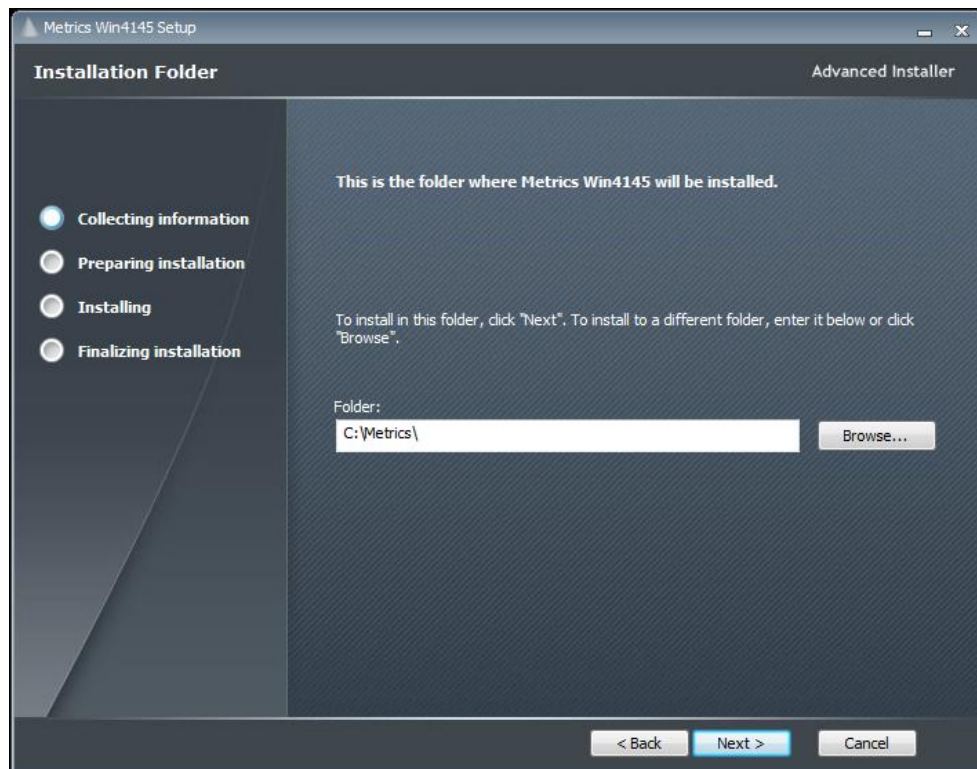 Metrics Win4145 Setup
Installation Folder
Advanced Installer
This is the folder where Metrics Win4145 will be installed.
Collecting information
Preparing installation
Installing
Finalizing installation
To install in this folder, click "Next". To install to a different folder, enter it below or click
"Browse".
Folder:
C:\Metrics\
Browse...
< Back
Next >
Cancel